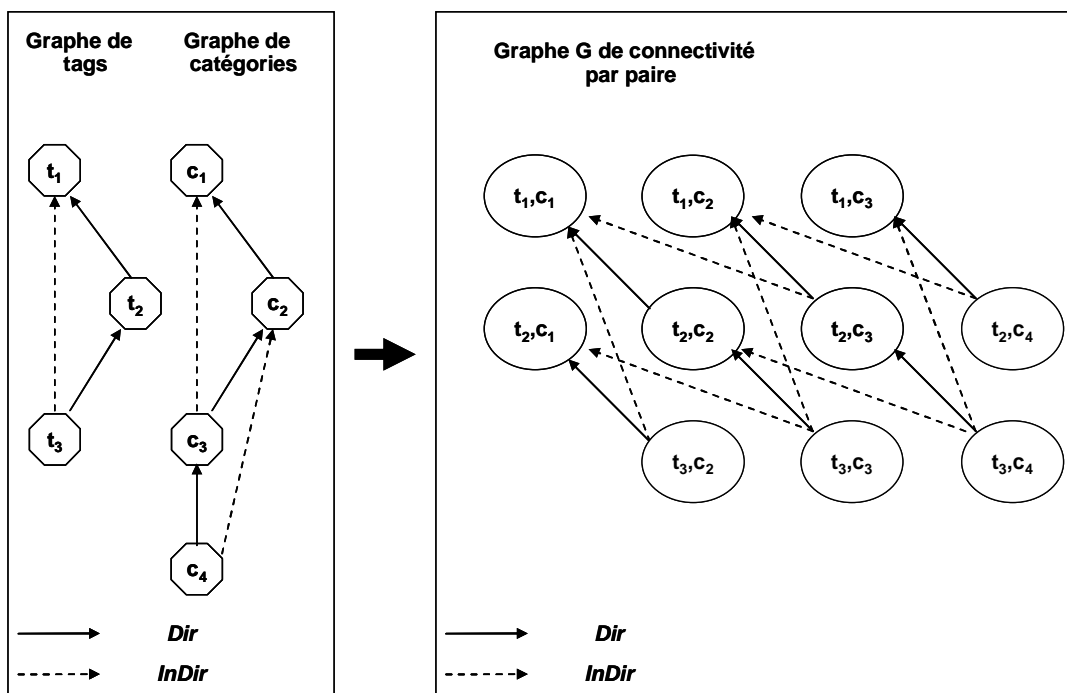 Graphe de
tags
Graphe de
catégories
t1
c1
t2
c2
t3
c3
c4
Dir
InDir
Graphe G de connectivité
par paire
t1,c1
t1,c2
t1,c3
t2,c1
t2,c2
t2,c3
t2,c4
t3,c2
t3,c3
t3,c4
Dir
InDir